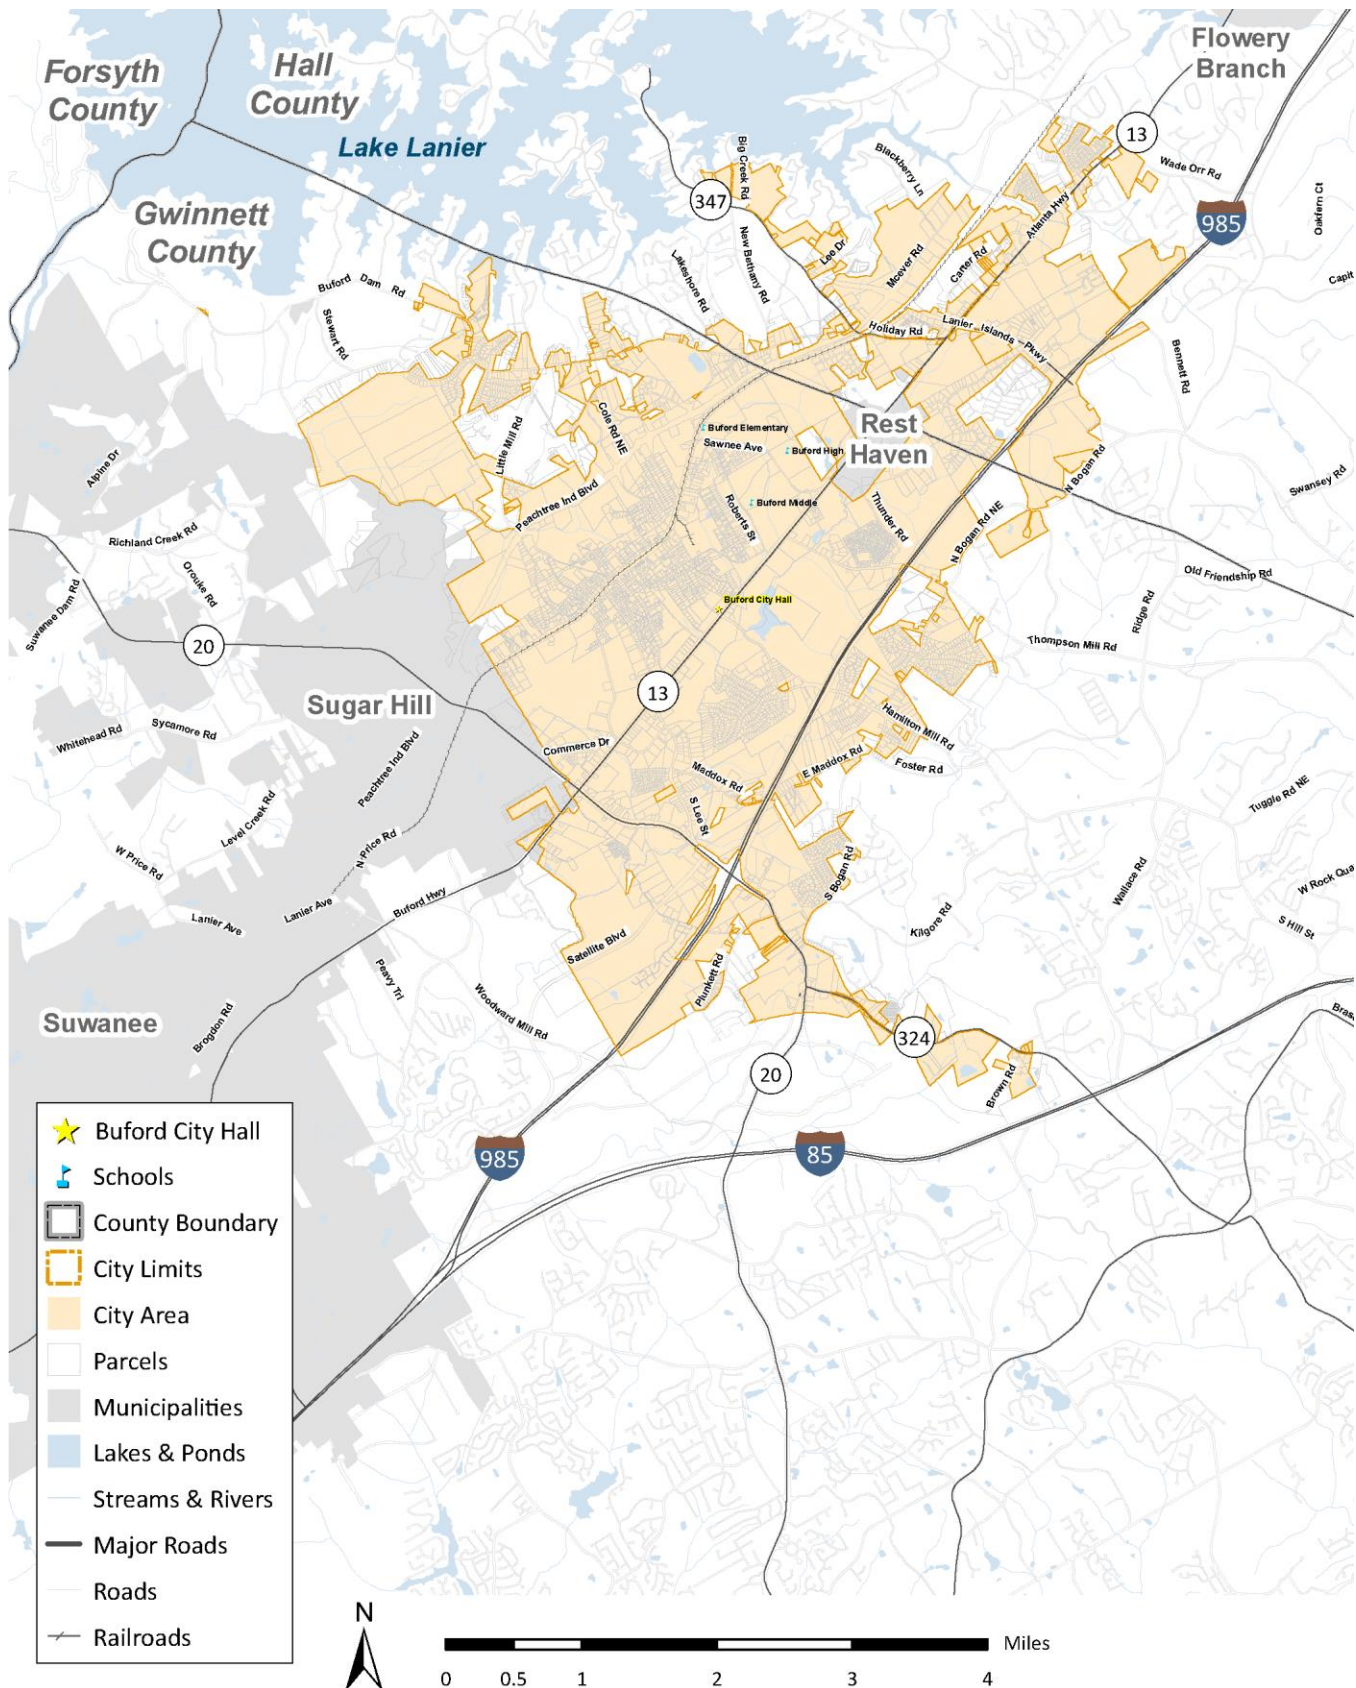 Flowery
Branch
Forsyth
County
Hall
County
Lake Lanier
13
Big Creek Rd
Blackberry Ln
Wade Orr Rd
347
Oakfern Ct
Atlanta Hwy
985
Gwinnett
County
Lee Dr
New Bethany Rd
Lakeshore Rd
Mcever Rd
Carter Rd
Buford Dam Rd
Stewart Rd
Holiday Rd
Lanier Islands Pkwy
Bennett Rd
Cole Rd NE
Little Mill Rd
Buford Elementary
Sawnee Ave
Buford High
Rest
Haven
Alpine Dr
N Bogan Rd
Swansey Rd
Peachtree Ind Blvd
Buford Middle
Roberts St
Thunder Rd
N Bogan Rd NE
Richland Creek Rd
Orouke Rd
Old Friendship Rd
Suwanee Dam Rd
Buford City Hall
Ridge Rd
Thompson Mill Rd
20
Sugar Hill
13
Whitehead Rd
Sycamore Rd
Hamilton Mill Rd
Commerce Dr
Peachtree Ind Blvd
Maddox Rd
E Maddox Rd
Foster Rd
Tuggle Rd NE
Level Creek Rd
S Lee St
N Price Rd
W Price Rd
S Bogan Rd
Wallace Rd
Lanier Ave
Lanier Ave
Buford Hwy
Kilgore Rd
S Hill St
Satellite Blvd
Peavy Trl
Plunkett Rd
Woodward Mill Rd
Suwanee
Brogdon Rd
324
20
Brown Rd
985
85
Buford City Hall
Schools
County Boundary
City Limits
City Area
Parcels
Municipalities
Lakes & Ponds
Streams & Rivers
Major Roads
Roads
Railroads
N
Miles
0 0.5 1 2 3 4